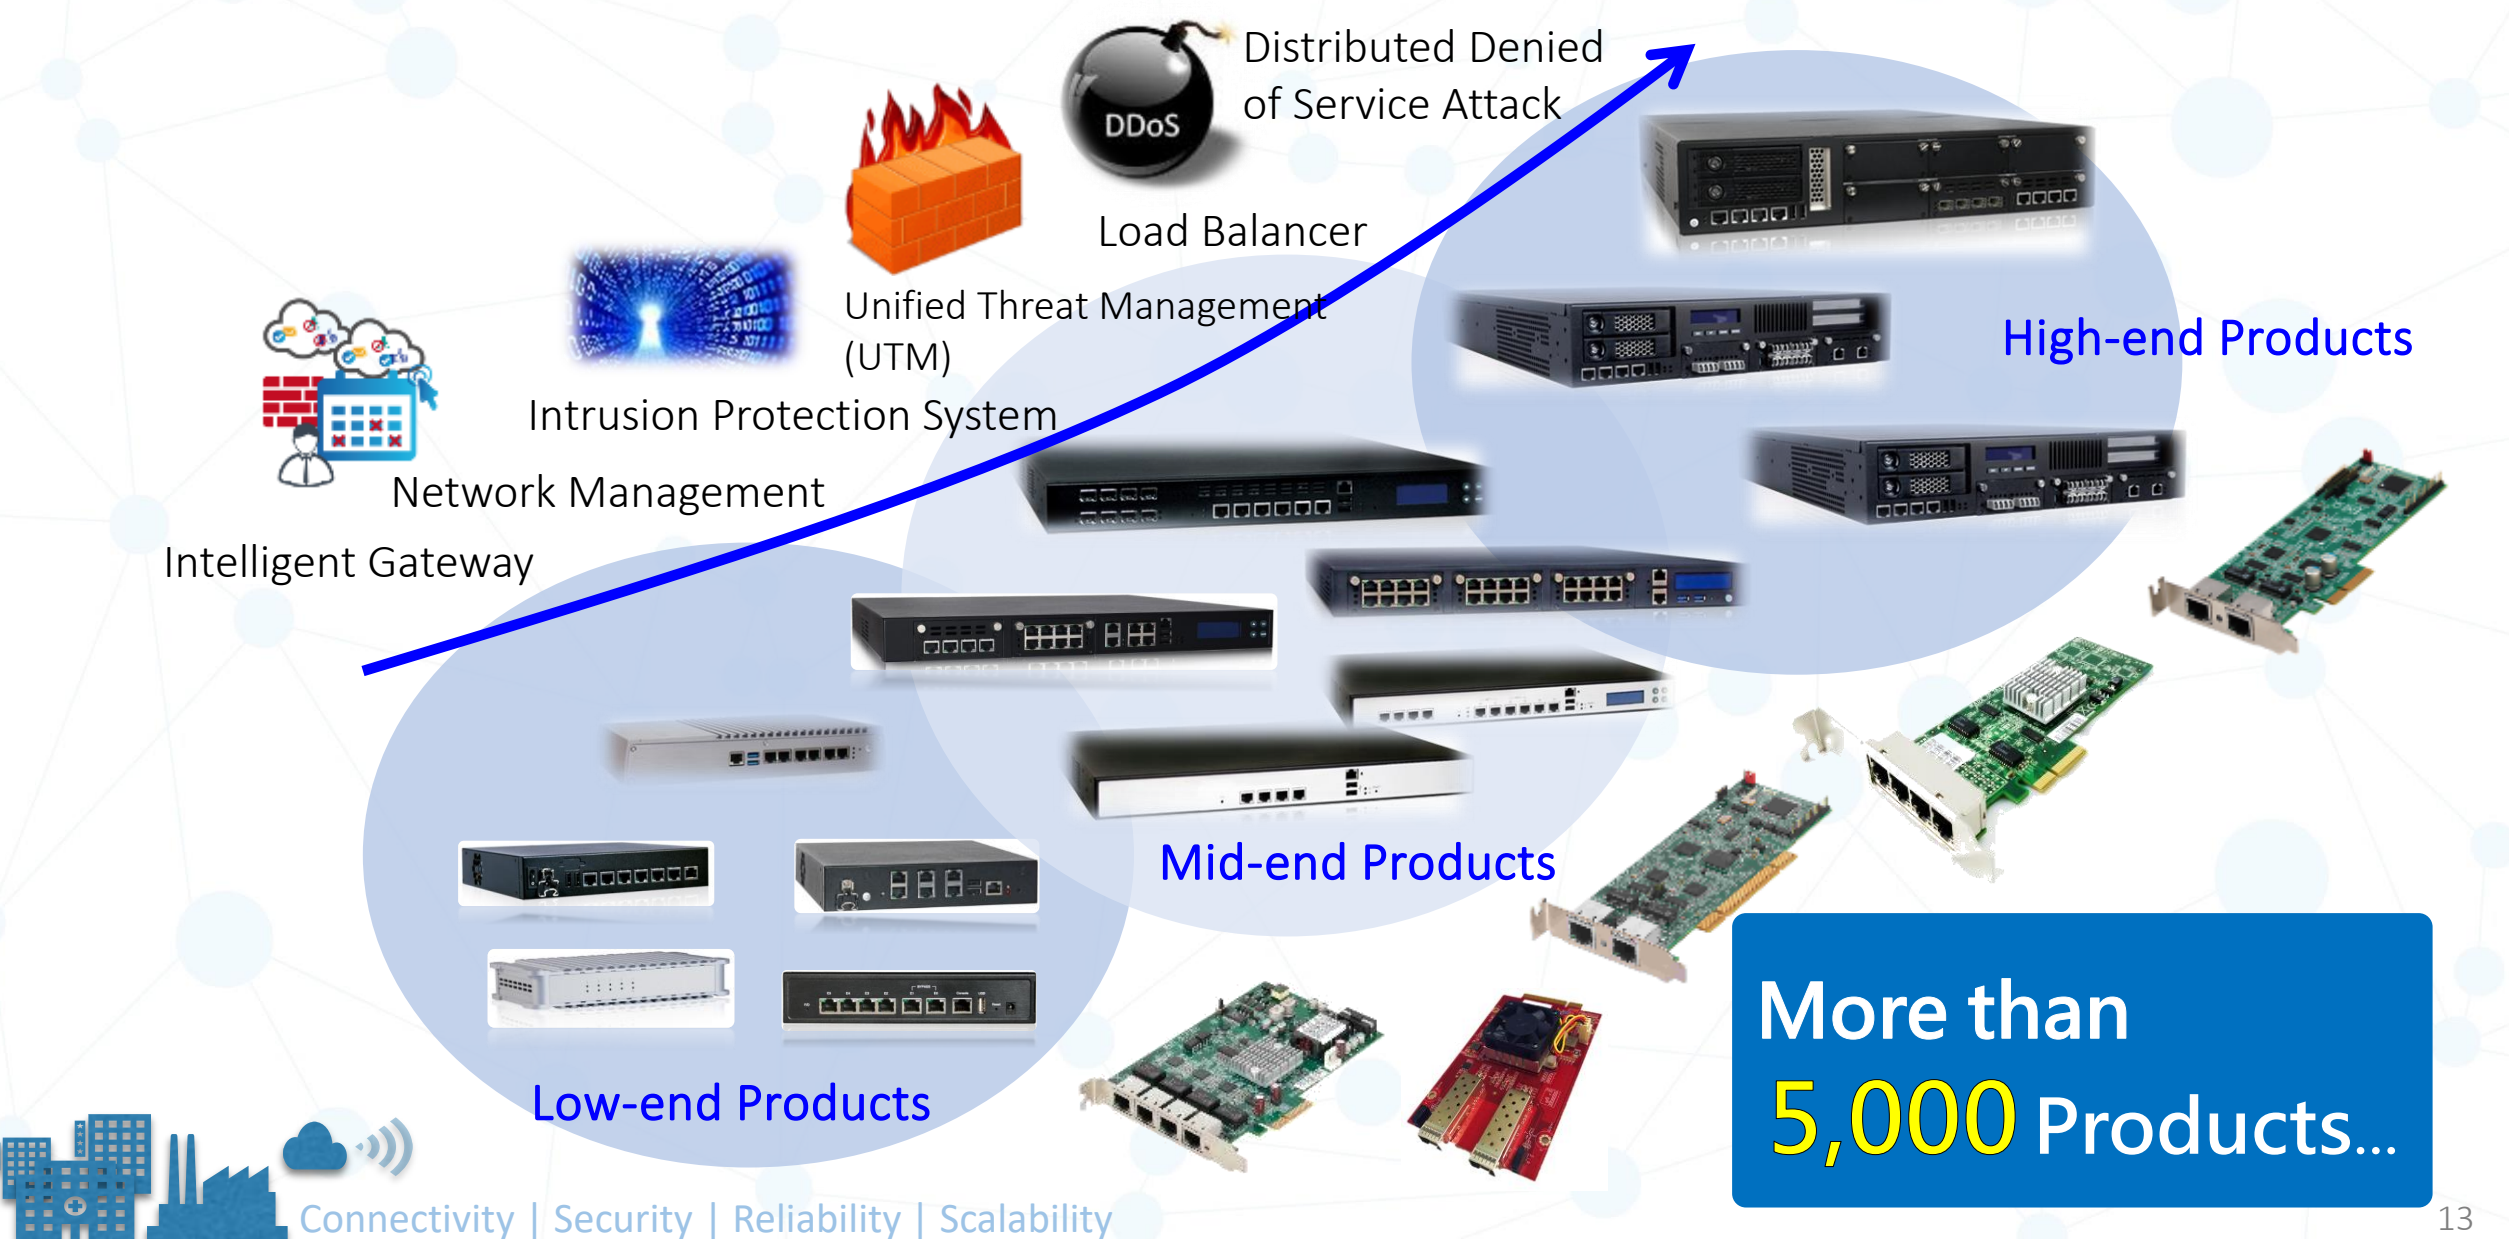 Distributed Denied
of Service Attack
DDoS
Load Balancer
Unified Threat Management
(UTM)
High-end Products
Intrusion Protection System
Network Management
Intelligent Gateway
Mid-end Products
Low-end Products
More than
5,000 Products...
Connectivity | Security | Reliability | Scalability
13